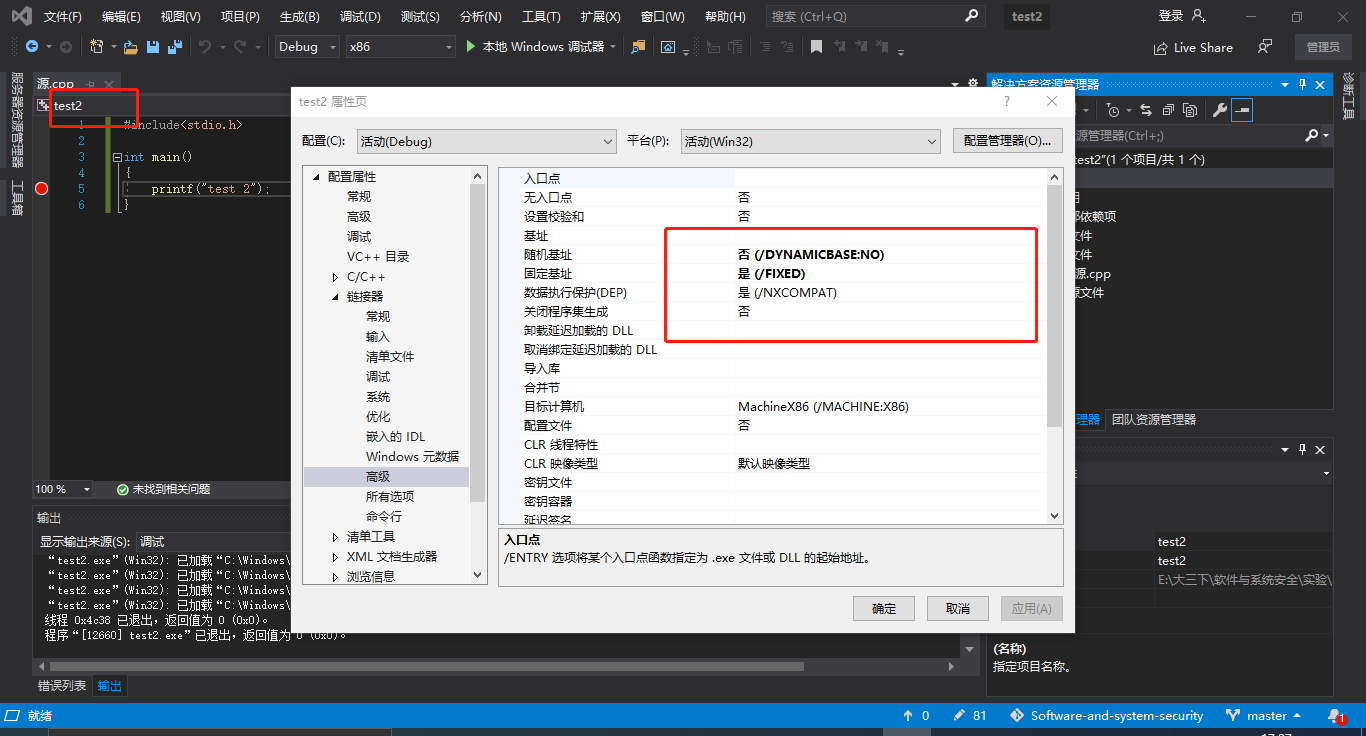 文件(F) 编辑(E) 视图(V) 项目(P) 生成(B) 调试(D) 测试(S) 分析(N) 工具(T) 扩展(X) 窗口(W) 帮助(H) 搜索 (Ctrl+Q) test2 登录
Debug x86 本地 Windows 调试器 Live Share 管理员
服务器资源管理器
工具箱
源.cpp
test2
1 #include<stdio.h>
2
3 int main()
4 {
5 printf("test 2");
6 }
100 % 未找到相关问题
输出
显示输出来源(S): 调试
“test2.exe”(Win32): 已加载“C:\Windows\
“test2.exe”(Win32): 已加载“C:\Windows\
“test2.exe”(Win32): 已加载“C:\Windows\
“test2.exe”(Win32): 已加载“C:\Windows\
线程 0x4c38 已退出，返回值为 0 (0x0)。
程序“[12660] test2.exe”已退出，返回值为 0 (0x0)。
错误列表 输出
test2 属性页
配置(C): 活动(Debug) 平台(P): 活动(Win32) 配置管理器(O)...
配置属性
常规
高级
调试
VC++ 目录
C/C++
链接器
常规
输入
清单文件
调试
系统
优化
嵌入的 IDL
Windows 元数据
高级
所有选项
命令行
清单工具
XML 文档生成器
浏览信息
入口点
无入口点 否
设置校验和 否
基址
随机基址 否 (/DYNAMICBASE:NO)
固定基址 是 (/FIXED)
数据执行保护(DEP) 是 (/NXCOMPAT)
关闭程序集生成 否
卸载延迟加载的 DLL
取消绑定延迟加载的 DLL
导入库
合并节
目标计算机 MachineX86 (/MACHINE:X86)
配置文件 否
CLR 线程特性
CLR 映像类型 默认映像类型
密钥文件
密钥容器
延迟签名
入口点
/ENTRY 选项将某个入口点函数指定为 .exe 文件或 DLL 的起始地址。
确定 取消 应用(A)
解决方案资源管理器
源管理器(Ctrl+;)
test2”(1 个项目/共 1 个)
部依赖项
文件
文件
源.cpp
源文件
理器 团队资源管理器
test2
test2
E:\大三下\软件与系统安全\实验\
(名称)
指定项目名称。
诊断工具
就绪 0 81 Software-and-system-security master 1